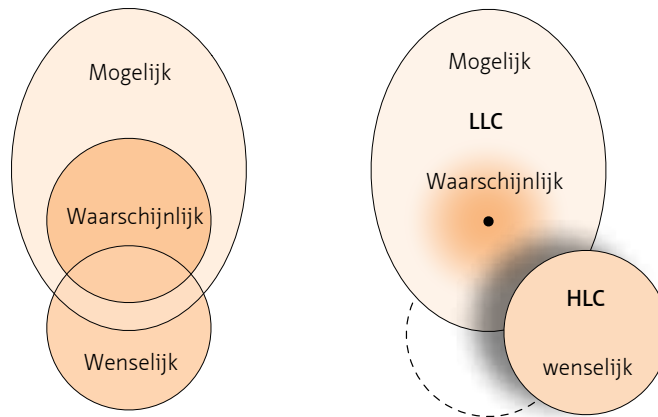 Mogelijk
Waarschijnlijk
Wenselijk
Mogelijk
LLC
Waarschijnlijk
HLC
wenselijk